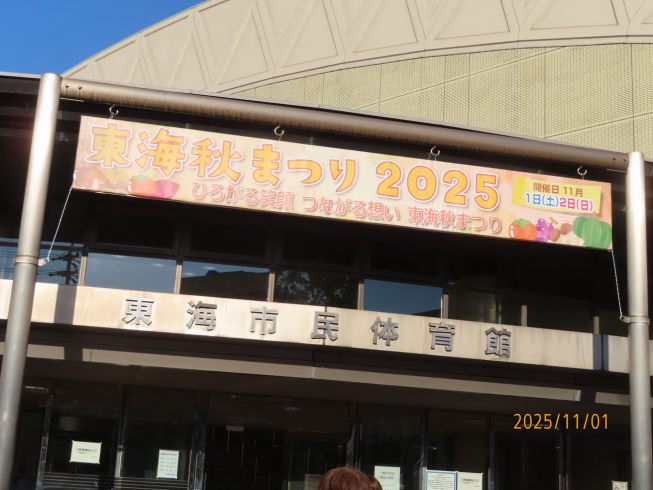 東海秋まつり 2025
ひろがる笑顔 つながる想い 東海秋まつり
開催日 11月
1日(土)2日(日)
東海市民体育館
2025/11/01